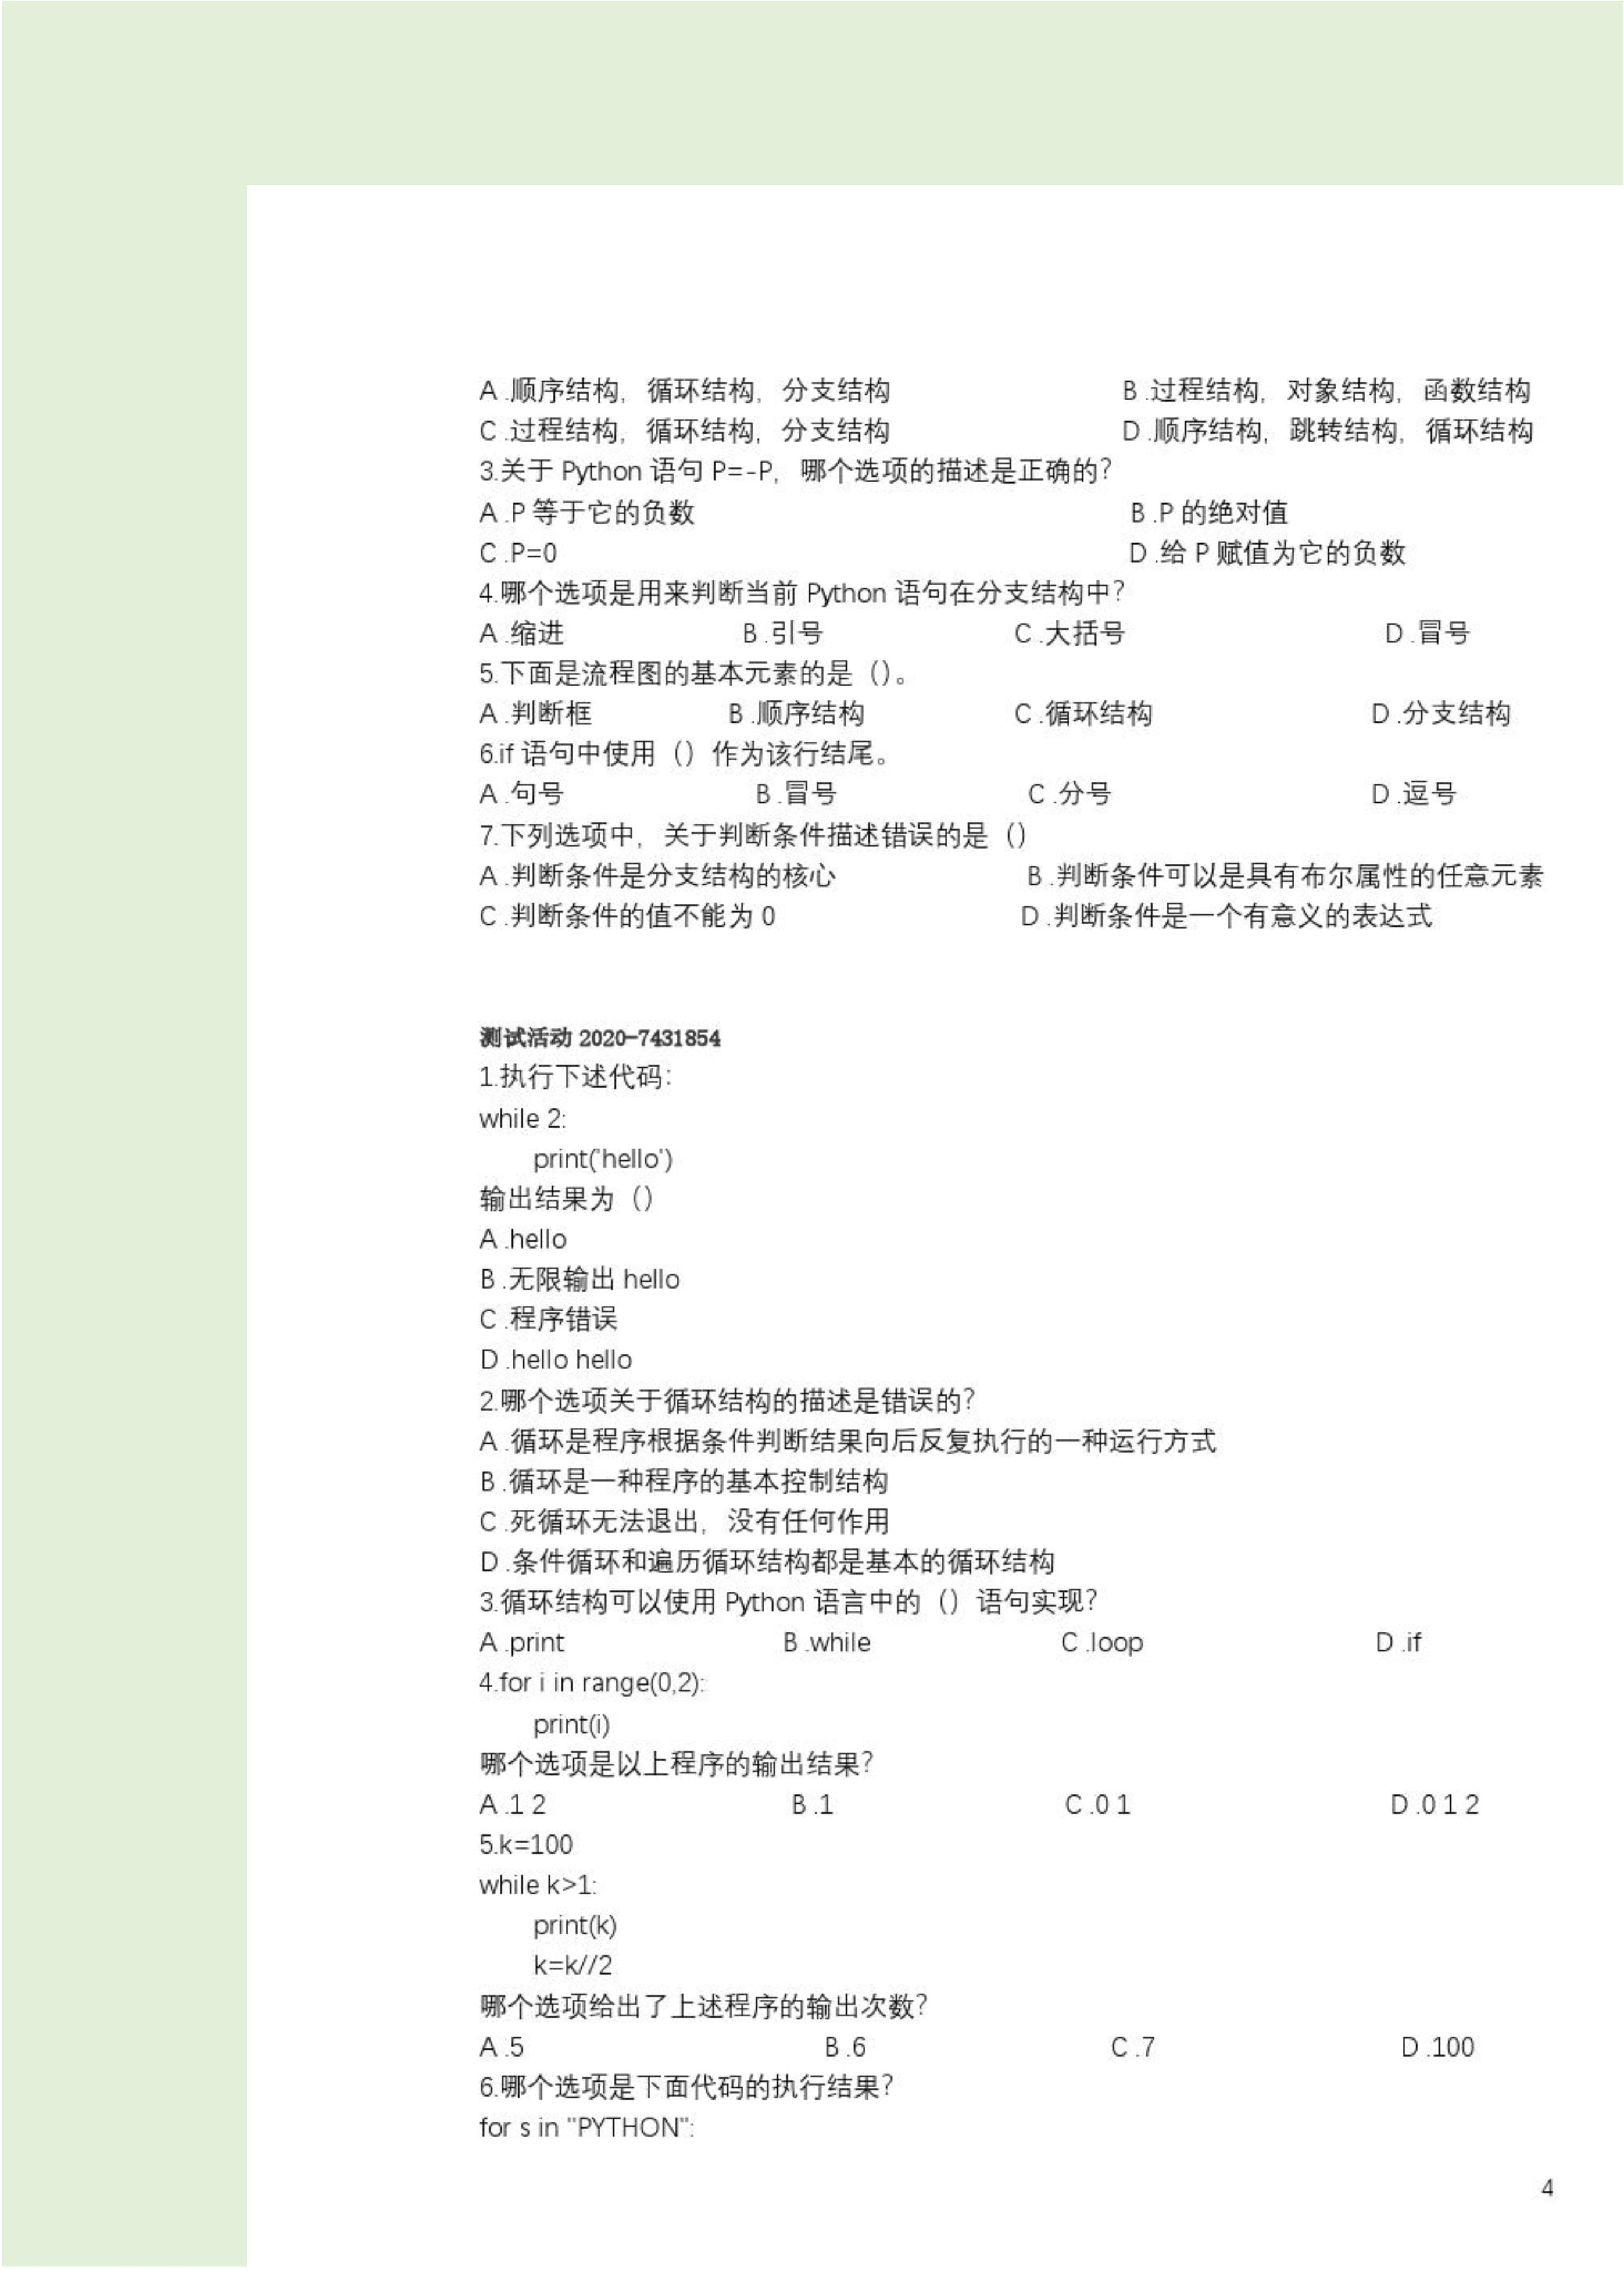 A .顺序结构，循环结构，分支结构 B .过程结构，对象结构，函数结构
C .过程结构，循环结构，分支结构 D .顺序结构，跳转结构，循环结构
3.关于 Python 语句 P=-P，哪个选项的描述是正确的？
A .P 等于它的负数 B .P 的绝对值
C .P=0 D .给 P 赋值为它的负数
4.哪个选项是用来判断当前 Python 语句在分支结构中？
A .缩进 B .引号 C .大括号 D .冒号
5.下面是流程图的基本元素的是（）。
A .判断框 B .顺序结构 C .循环结构 D .分支结构
6.if 语句中使用（）作为该行结尾。
A .句号 B .冒号 C .分号 D .逗号
7.下列选项中，关于判断条件描述错误的是（）
A .判断条件是分支结构的核心 B .判断条件可以是具有布尔属性的任意元素
C .判断条件的值不能为 0 D .判断条件是一个有意义的表达式
测试活动 2020-7431854
1.执行下述代码：
while 2:
print('hello')
输出结果为（）
A .hello
B .无限输出 hello
C .程序错误
D .hello hello
2.哪个选项关于循环结构的描述是错误的？
A .循环是程序根据条件判断结果向后反复执行的一种运行方式
B .循环是一种程序的基本控制结构
C .死循环无法退出，没有任何作用
D .条件循环和遍历循环结构都是基本的循环结构
3.循环结构可以使用 Python 语言中的（）语句实现？
A .print B .while C .loop D .if
4.for i in range(0,2):
print(i)
哪个选项是以上程序的输出结果？
A .1 2 B .1 C .0 1 D .0 1 2
5.k=100
while k>1:
print(k)
k=k//2
哪个选项给出了上述程序的输出次数？
A .5 B .6 C .7 D .100
6.哪个选项是下面代码的执行结果？
for s in "PYTHON":
4